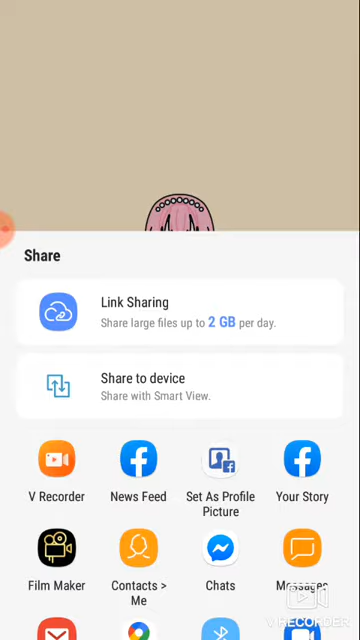 Share
Link Sharing
Share large files up to 2 GB per day.
Share to device
Share with Smart View.
V Recorder
News Feed
Set As Profile
Picture
Your Story
Film Maker
Contacts >
Me
Chats
Messages
V RECORDER